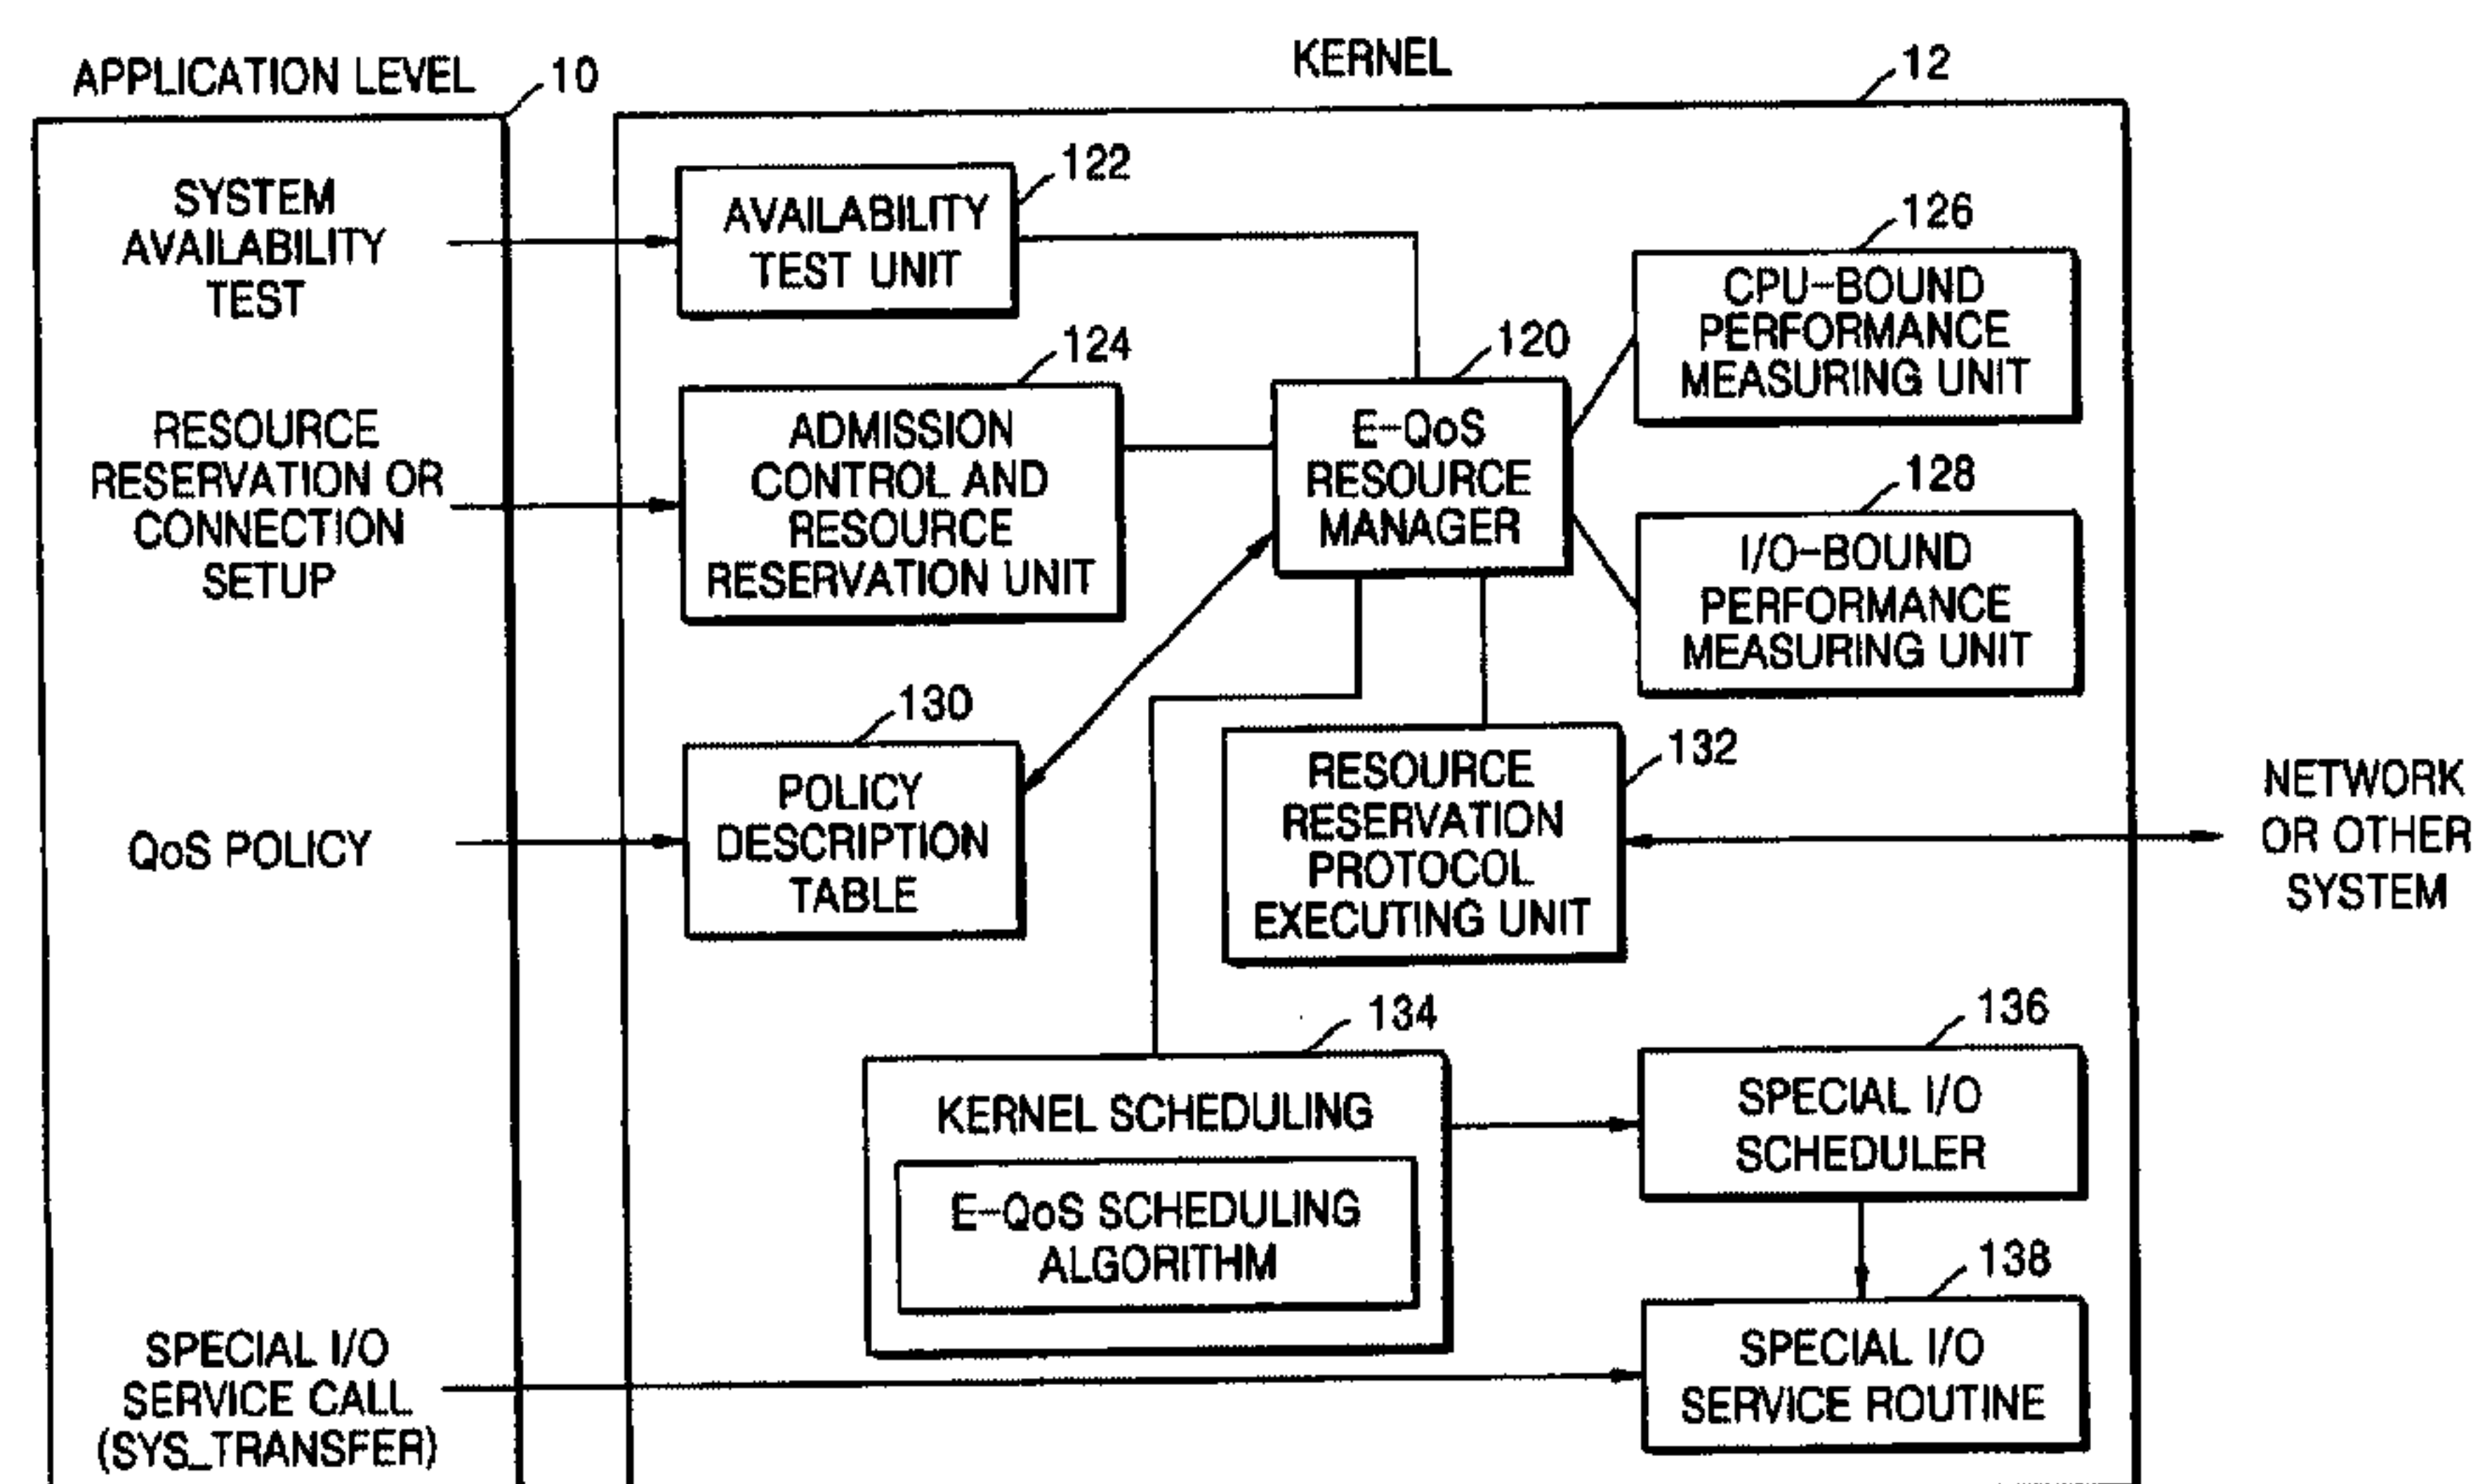 APPLICATION LEVEL
10
KERNEL
12
SYSTEM
AVAILABILITY
TEST
AVAILABILITY
TEST UNIT
122
CPU-BOUND
PERFORMANCE
MEASURING UNIT
126
RESOURCE
RESERVATION OR
CONNECTION
SETUP
ADMISSION
CONTROL AND
RESOURCE
RESERVATION UNIT
124
E-QoS
RESOURCE
MANAGER
120
I/O-BOUND
PERFORMANCE
MEASURING UNIT
128
QoS POLICY
POLICY
DESCRIPTION
TABLE
130
RESOURCE
RESERVATION
PROTOCOL
EXECUTING UNIT
132
NETWORK
OR OTHER
SYSTEM
KERNEL SCHEDULING
134
E-QoS SCHEDULING
ALGORITHM
SPECIAL I/O
SCHEDULER
136
SPECIAL I/O
SERVICE CALL
(SYS_TRANSFER)
SPECIAL I/O
SERVICE ROUTINE
138